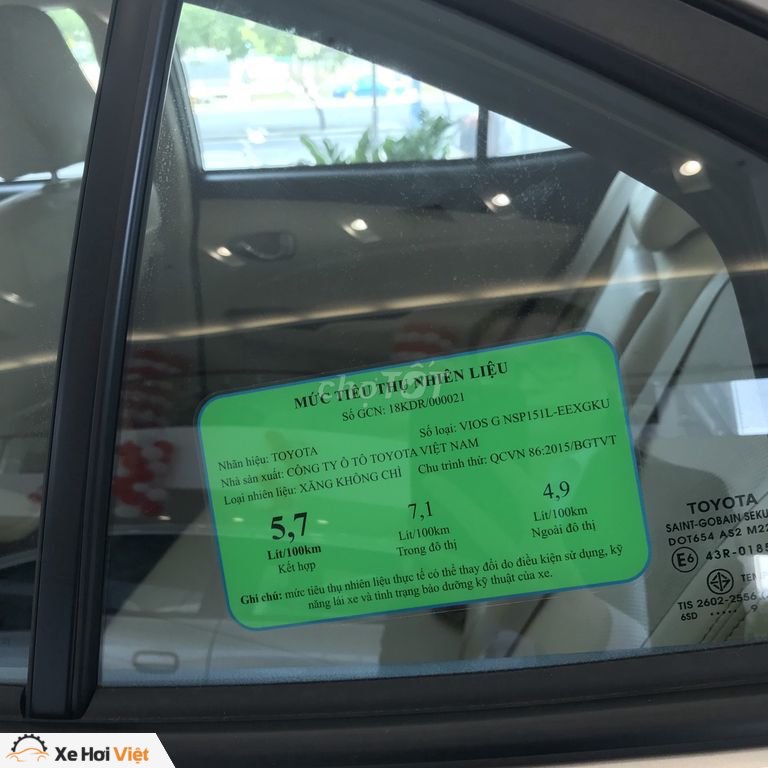 MỨC TIÊU THỤ NHIÊN LIỆU
Số GCN: 18KDR/000021
Nhãn hiệu: TOYOTA
Số loại: VIOS G NSP151L-EEXGKU
Nhà sản xuất: CÔNG TY Ô TÔ TOYOTA VIỆT NAM
Loại nhiên liệu: XĂNG KHÔNG CHÌ
Chu trình thử: QCVN 86:2015/BGTVT
5,7
Lít/100km
Kết hợp
7,1
Lít/100km
Trong đô thị
4,9
Lít/100km
Ngoài đô thị
Ghi chú: mức tiêu thụ nhiên liệu thực tế có thể thay đổi do điều kiện sử dụng, kỹ
năng lái xe và tình trạng bảo dưỡng kỹ thuật của xe.
chợTỐT
TOYOTA
SAINT-GOBAIN SEKU
DOT654 AS2 M22
E6 43R-0185
TEMP
TIS 2602-2556
6SD ..... 9
Xe Hơi Việt